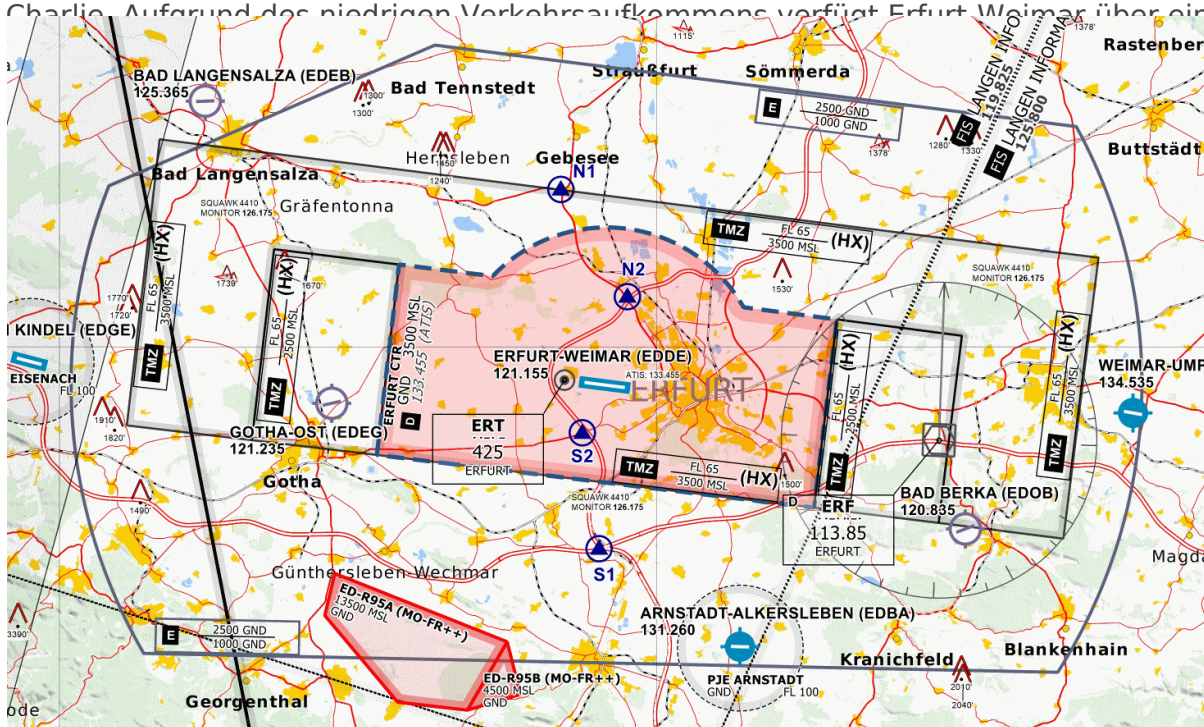 Charlie. Aufgrund des niedrigen Verkehrsaufkommens verfügt Erfurt-Weimar über ein
1115'
1378'
Rastenber
Straußfurt
Sömmerda
BAD LANGENSALZA (EDEB)
125.365
Bad Tennstedt
1300'
1300'
E
2500 GND
1000 GND
FIS
LANGEN INFO
119.825
FIS
LANGEN INFORMA
125.800
1280'
1330'
1378'
Buttstädt
1450'
1240'
Gebesee
N1
Bad Langensalza
SQUAWK 4410
MONITOR 126.175
Gräfentonna
TMZ
FL 65
3500 MSL
(HX)
SQUAWK 4410
MONITOR 126.175
1739'
1670'
1530'
N2
1770'
1720'
TMZ
FL 65
3500 MSL
(HX)
TMZ
FL 65
2500 MSL
(HX)
ERFURT CTR
GND
3500 MSL
133.455 (ATIS)
D
KINDEL (EDGE)
EISENACH
FL 100
ERFURT-WEIMAR (EDDE)
121.155
ATIS: 133.455
ERFURT
TMZ
FL 65
2500 MSL
(HX)
TMZ
FL 65
3500 MSL
(HX)
WEIMAR-UMP
134.535
1910'
1820'
GOTHA-OST (EDEG)
121.235
ERT
425
ERFURT
S2
TMZ
FL 65
3500 MSL
(HX)
1500'
D
Gotha
1490'
SQUAWK 4410
MONITOR 126.175
ERF
113.85
ERFURT
BAD BERKA (EDOB)
120.835
S1
Magda
Günthersleben-Wechmar
ED-R95A (MO-FR++)
13500 MSL
GND
3390'
E
2500 GND
1000 GND
ARNSTADT-ALKERSLEBEN (EDBA)
131.260
Kranichfeld
Blankenhain
ED-R95B (MO-FR++)
4500 MSL
GND
PJE ARNSTADT
GND
FL 100
2010'
2040'
Georgenthal
ode